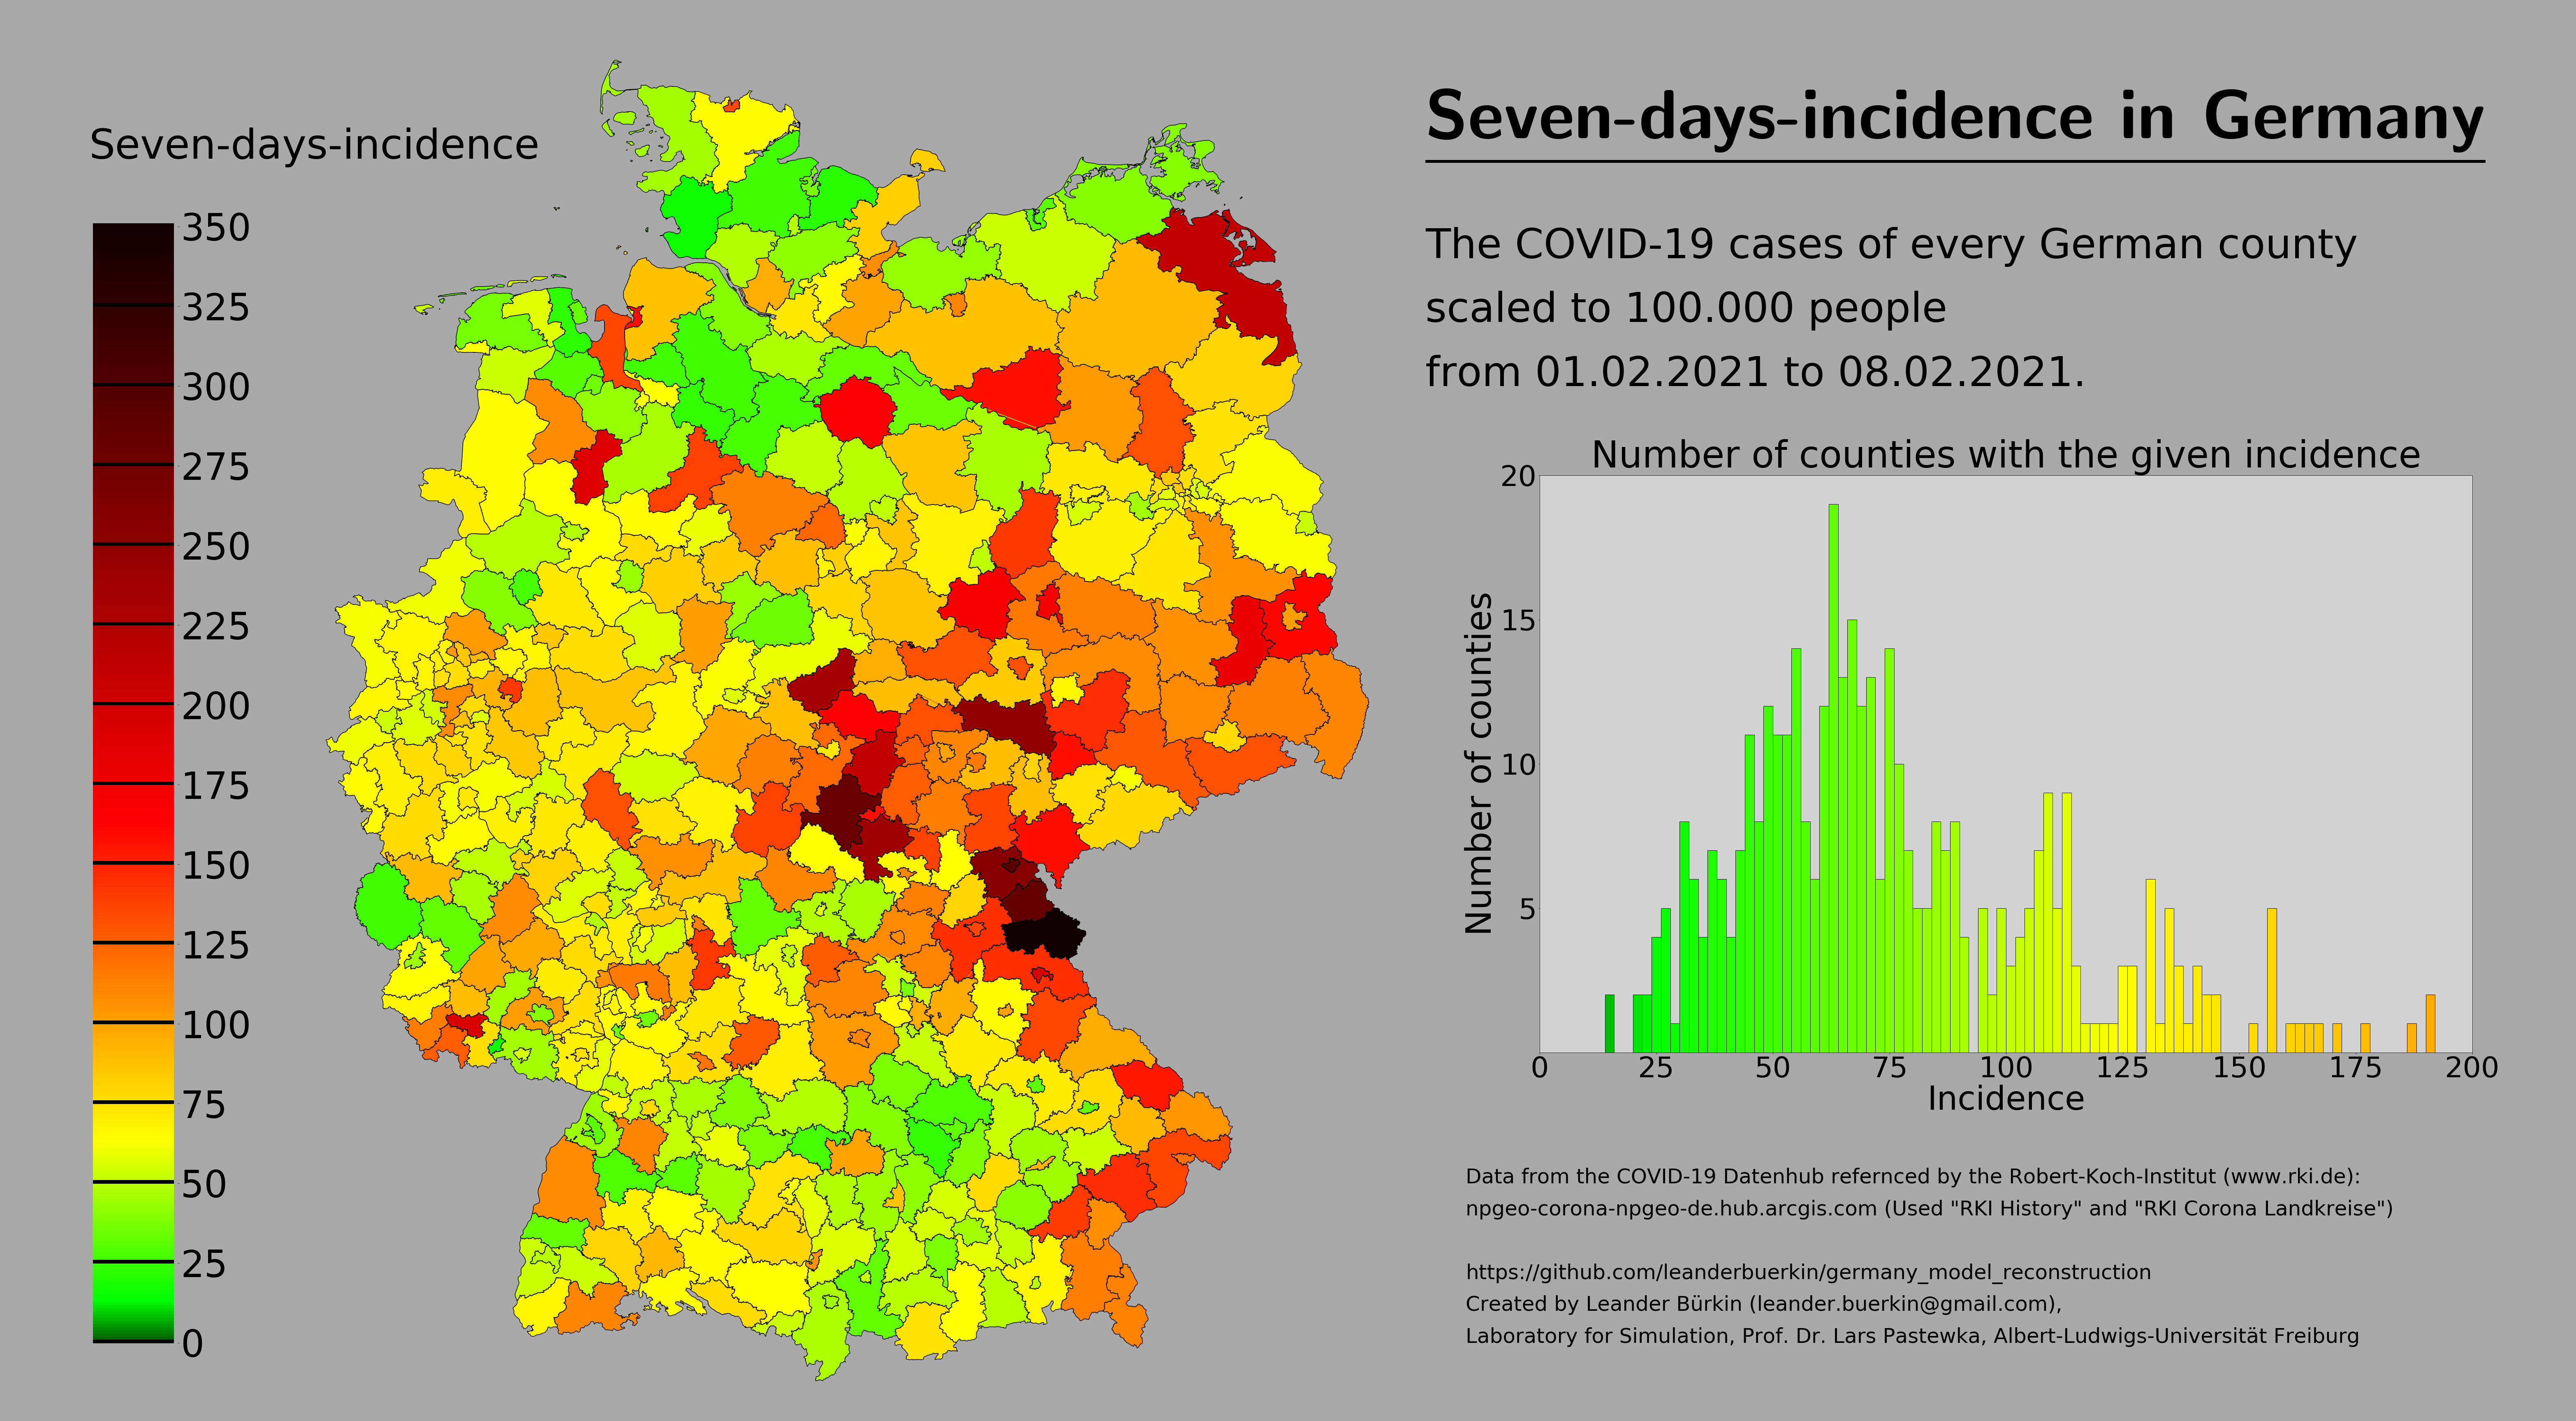 Seven-days-incidence in Germany
Seven-days-incidence
350
325
300
275
250
225
200
175
150
125
100
75
50
25
0
The COVID-19 cases of every German county
scaled to 100.000 people
from 01.02.2021 to 08.02.2021.
Number of counties with the given incidence
Number of counties
20
15
10
5
0 25 50 75 100 125 150 175 200
Incidence
Data from the COVID-19 Datenhub refernced by the Robert-Koch-Institut (www.rki.de):
npgeo-corona-npgeo-de.hub.arcgis.com (Used "RKI History" and "RKI Corona Landkreise")
https://github.com/leanderbuerkin/germany_model_reconstruction
Created by Leander Bürkin (leander.buerkin@gmail.com),
Laboratory for Simulation, Prof. Dr. Lars Pastewka, Albert-Ludwigs-Universität Freiburg